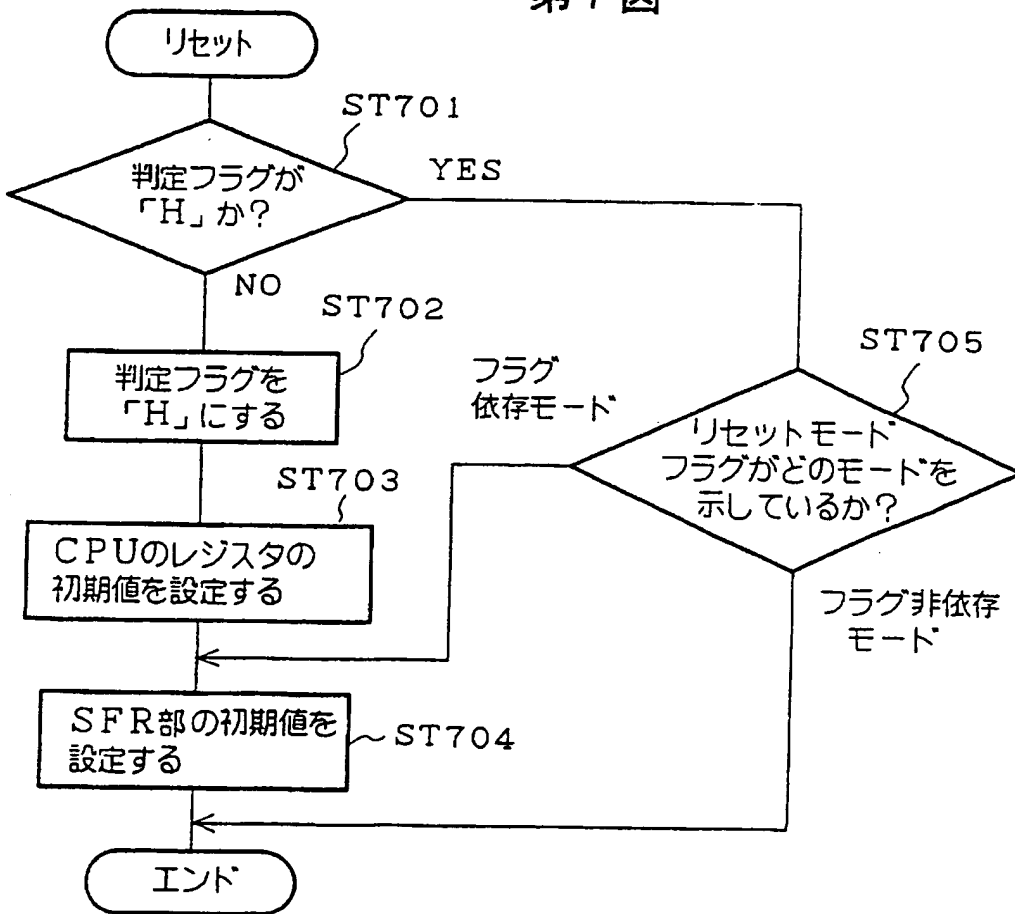 第7図
リセット
ST701
判定フラグが
「H」か?
YES
NO
ST702
判定フラグを
「H」にする
フラグ
依存モード
ST705
リセットモード
フラグがどのモードを
示しているか?
ST703
CPUのレジスタの
初期値を設定する
フラグ非依存
モード
SFR部の初期値を
設定する
ST704
エンド